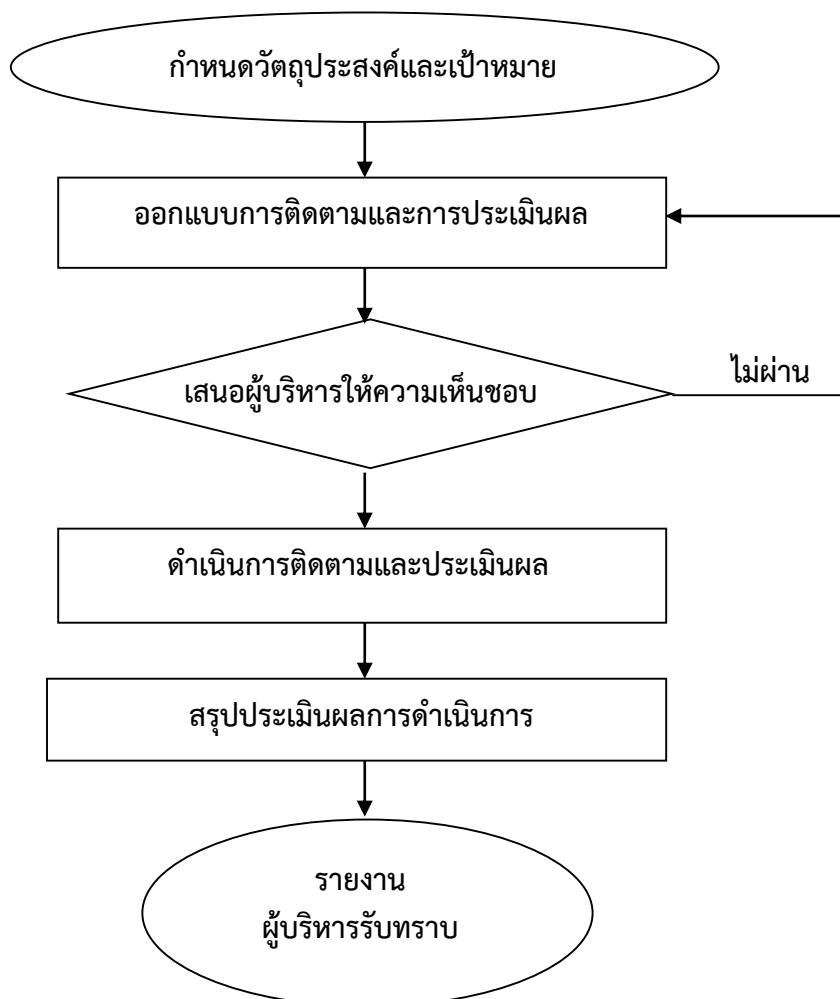 กำหนดวัตถุประสงค์และเป้าหมาย
ออกแบบการติดตามและการประเมินผล
เสนอผู้บริหารให้ความเห็นชอบ
ไม่ผ่าน
ดำเนินการติดตามและประเมินผล
สรุปประเมินผลการดำเนินการ
รายงาน
ผู้บริหารรับทราบ